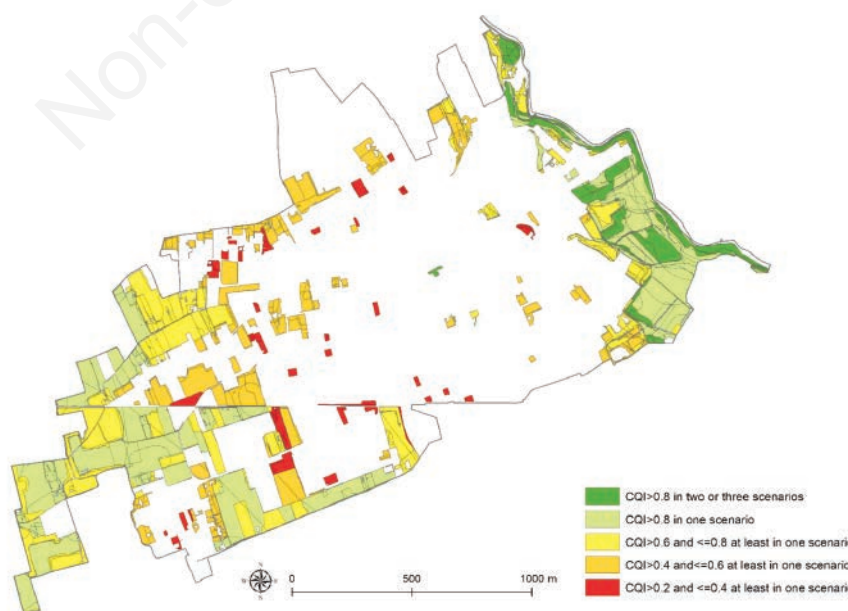 Non-
CQI>0.8 in two or three scenarios
CQI>0.8 in one scenario
CQI>0.6 and <=0.8 at least in one scenario
CQI>0.4 and<=0.6 at least in one scenario
CQI>0.2 and <=0.4 at least in one scenario
N
S
0
500
1000 m